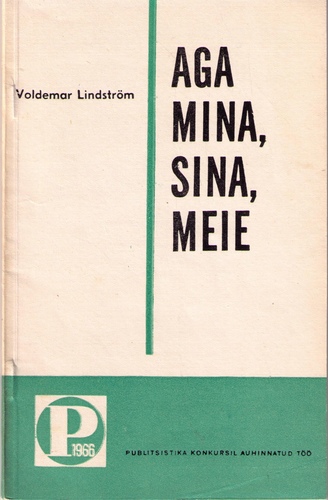 Voldemar Lindström
AGA
MINA,
SINA,
MEIE
P
1966
PUBLITSISTIKA KONKURSIL AUHINNATUD TÖÖ